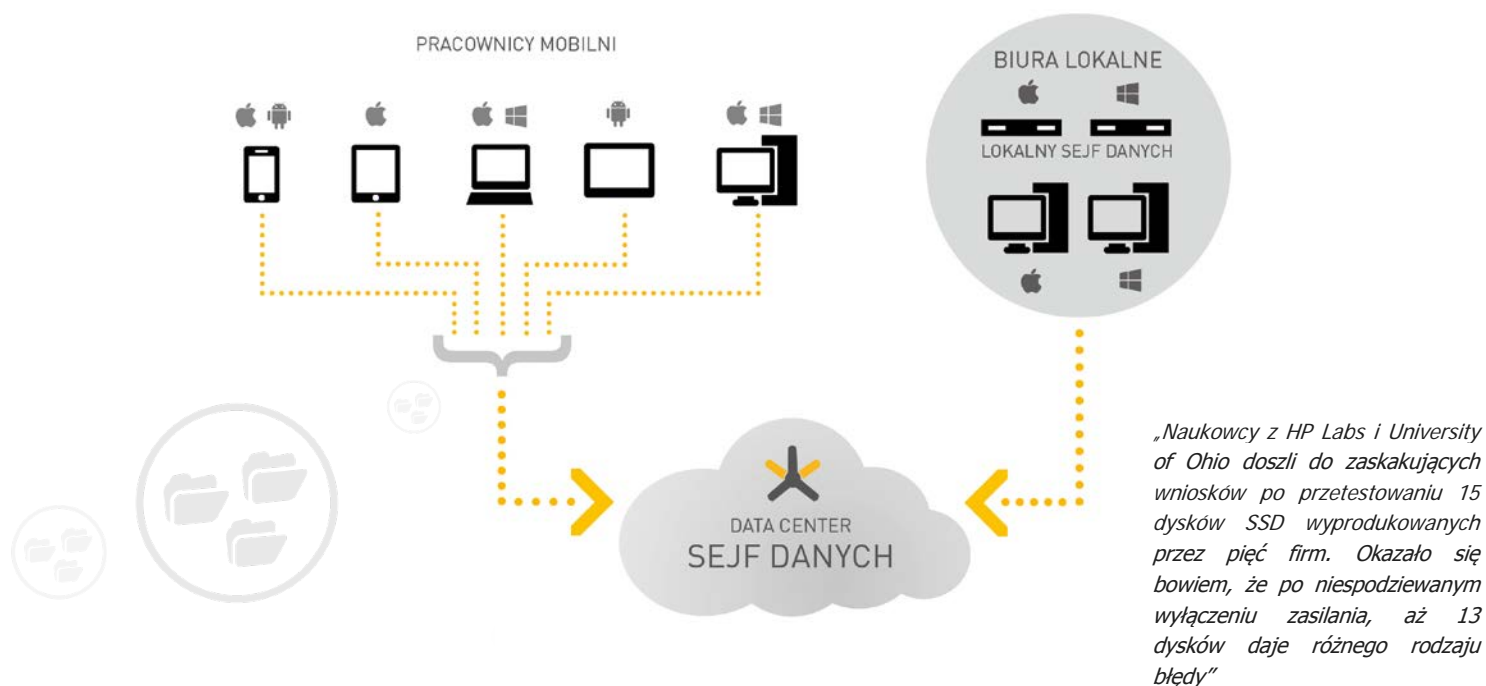 PRACOWNICY MOBILNI
BIURA LOKALNE
LOKALNY SEJF DANYCH
DATA CENTER
SEJF DANYCH
„Naukowcy z HP Labs i University
of Ohio doszli do zaskakujących
wniosków po przetestowaniu 15
dysków SSD wyprodukowanych
przez pięć firm. Okazało się
bowiem, że po niespodziewanym
wyłączeniu zasilania, aż 13
dysków daje różnego rodzaju
błędy”